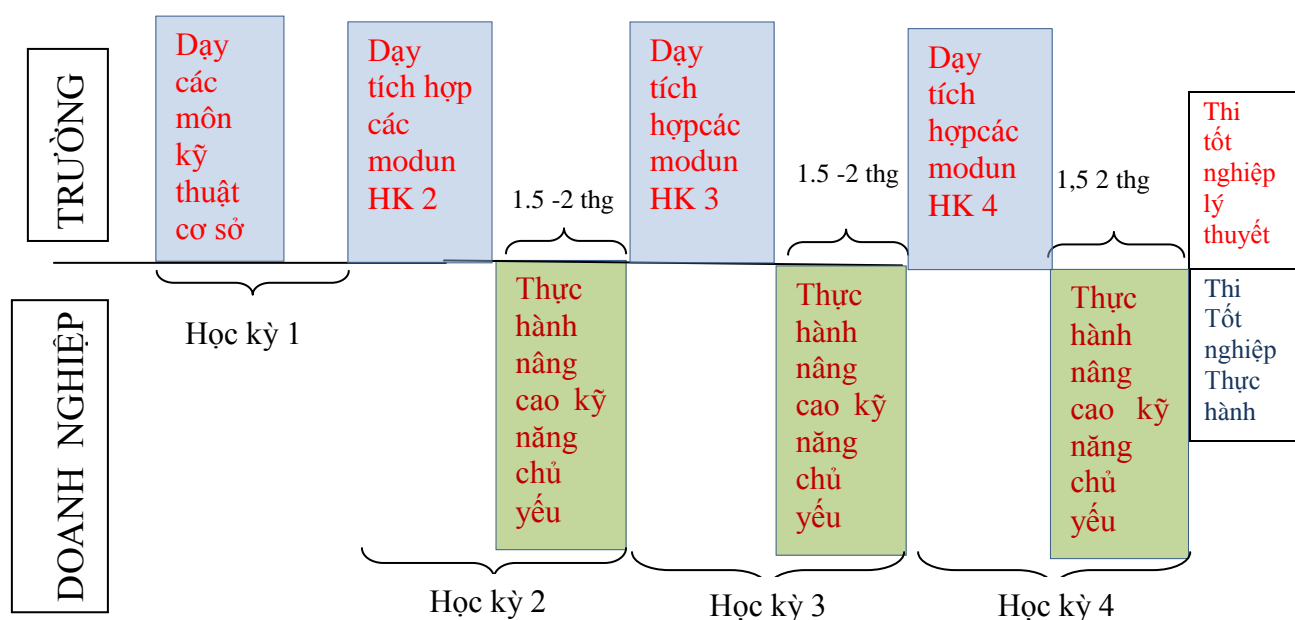 TRƯỜNG
Dạy
các
môn
kỹ
thuật
cơ sở
Dạy
tích hợp
các
modun
HK 2
1.5 -2 thg
Dạy
tích
hợpcác
modun
HK 3
1.5 -2 thg
Dạy
tích
hợpcác
modun
HK 4
1,5 2 thg
Thi
tốt
nghiệp
lý
thuyết
DOANH NGHIỆP
Học kỳ 1
Thực
hành
nâng
cao kỹ
năng
chủ
yếu
Học kỳ 2
Thực
hành
nâng
cao kỹ
năng
chủ
yếu
Học kỳ 3
Thực
hành
nâng
cao kỹ
năng
chủ
yếu
Học kỳ 4
Thi
Tốt
nghiệp
Thực
hành